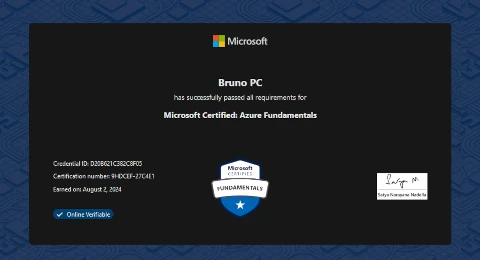 Microsoft
Bruno PC
has successfully passed all requirements for
Microsoft Certified: Azure Fundamentals
Credential ID: D20B621C382C8F05
Certification number: 9HDCEF-27C4E1
Earned on: August 2, 2024
Online Verifiable
Microsoft
CERTIFIED
FUNDAMENTALS
Satya Narayana Nadella